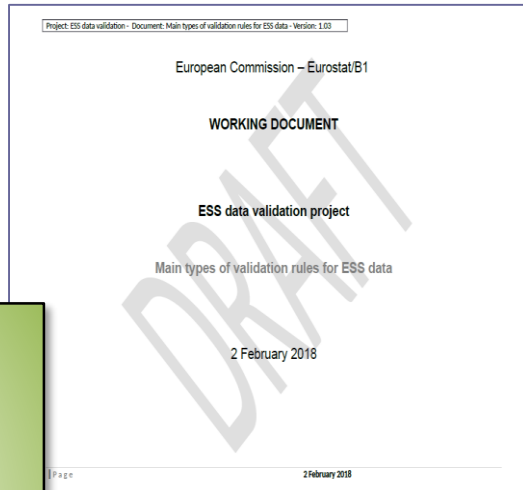 Project: ESS data validation - Document: Main types of validation rules for ESS data - Version: 1.03
European Commission – Eurostat/B1
WORKING DOCUMENT
DRAFT
ESS data validation project
Main types of validation rules for ESS data
2 February 2018
| P a g e
2 February 2018